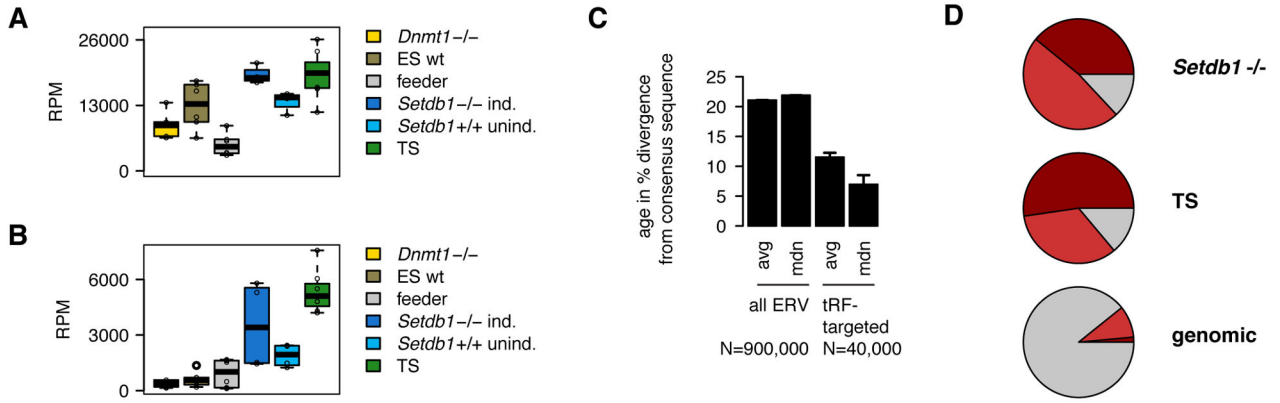 A
26000
13000
0
RPM
Dnmt1−/−
ES wt
feeder
Setdb1−/− ind.
Setdb1+/+ unind.
TS
B
6000
3000
0
RPM
Dnmt1−/−
ES wt
feeder
Setdb1−/− ind.
Setdb1+/+ unind.
TS
C
age in % divergence
from consensus sequence
25
20
15
10
5
0
avg
mdn
avg
mdn
all ERV
tRF-
targeted
N=900,000
N=40,000
D
Setdb1 -/-
TS
genomic